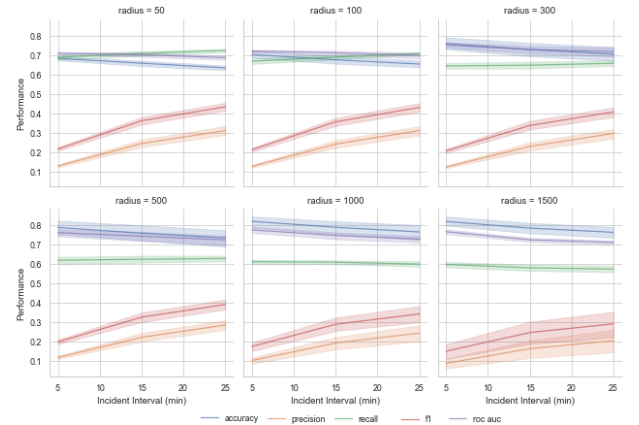 radius = 50
radius = 100
radius = 300
0.8
0.7
0.6
0.5
0.4
0.3
0.2
0.1
Performance
radius = 500
radius = 1000
radius = 1500
0.8
0.7
0.6
0.5
0.4
0.3
0.2
0.1
Performance
5 10 15 20 25
5 10 15 20 25
5 10 15 20 25
Incident Interval (min)
Incident Interval (min)
Incident Interval (min)
accuracy precision recall f1 roc auc